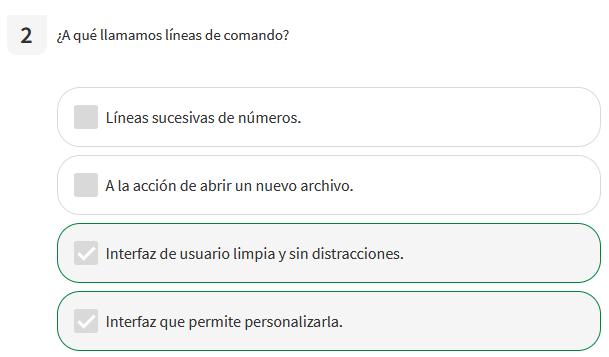 2
¿A qué llamamos líneas de comando?
Líneas sucesivas de números.
A la acción de abrir un nuevo archivo.
Interfaz de usuario limpia y sin distracciones.
Interfaz que permite personalizarla.